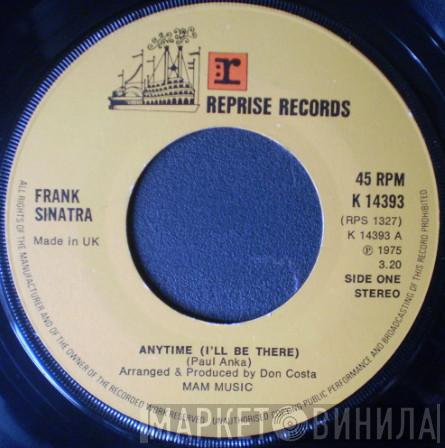 r
REPRISE RECORDS
FRANK
SINATRA
Made in UK
45 RPM
K 14393
(RPS 1327)
K 14393 A
℗ 1975
3.20
SIDE ONE
STEREO
ANYTIME (I'LL BE THERE)
(Paul Anka)
Arranged & Produced by Don Costa
MAM MUSIC
ALL RIGHTS OF THE MANUFACTURER AND OF THE OWNER OF THE RECORDED WORK RESERVED. UNAUTHORISED PUBLIC PERFORMANCE AND BROADCASTING OF THIS RECORD PROHIBITED
МАРКЕТ ВИНИЛА